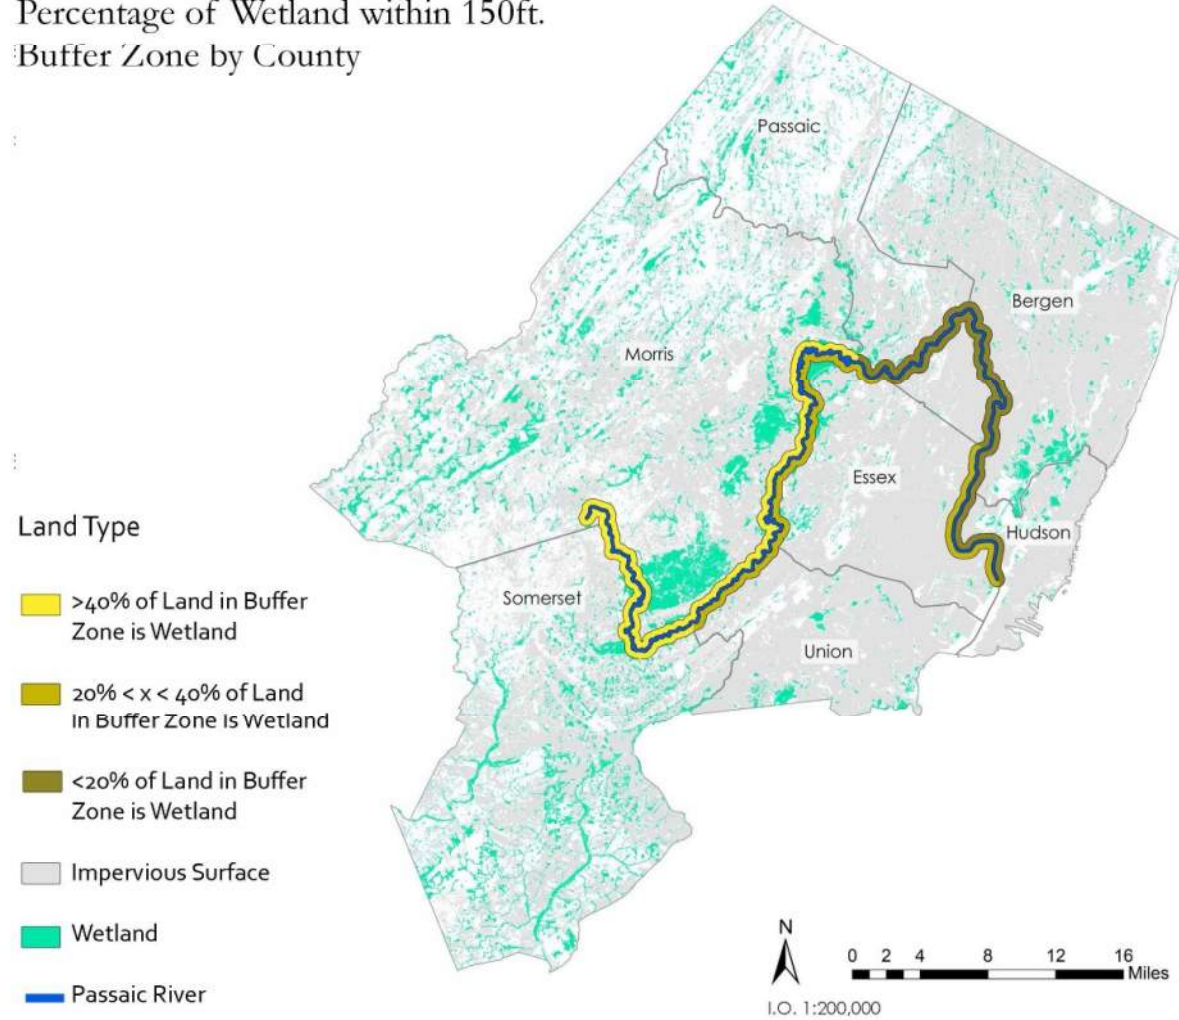 Percentage of Wetland within 150ft.
Buffer Zone by County
Passaic
Bergen
Morris
Essex
Hudson
Somerset
Union
Land Type
>40% of Land in Buffer
Zone is Wetland
20% < x < 40% of Land
in Buffer Zone is Wetland
<20% of Land in Buffer
Zone is Wetland
Impervious Surface
Wetland
Passaic River
N
0 2 4 8 12 16
Miles
I.O. 1:200,000